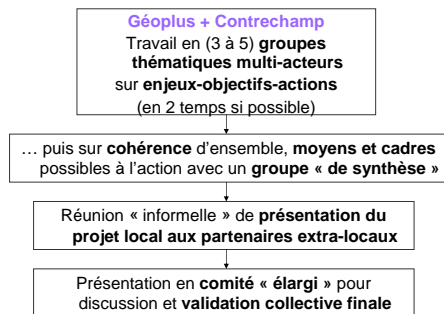 Géoplus + Contrechamp
Travail en (3 à 5) groupes
thématiques multi-acteurs
sur enjeux-objectifs-actions
(en 2 temps si possible)
… puis sur cohérence d'ensemble, moyens et cadres
possibles à l'action avec un groupe « de synthèse »
Réunion « informelle » de présentation du
projet local aux partenaires extra-locaux
Présentation en comité « élargi » pour
discussion et validation collective finale